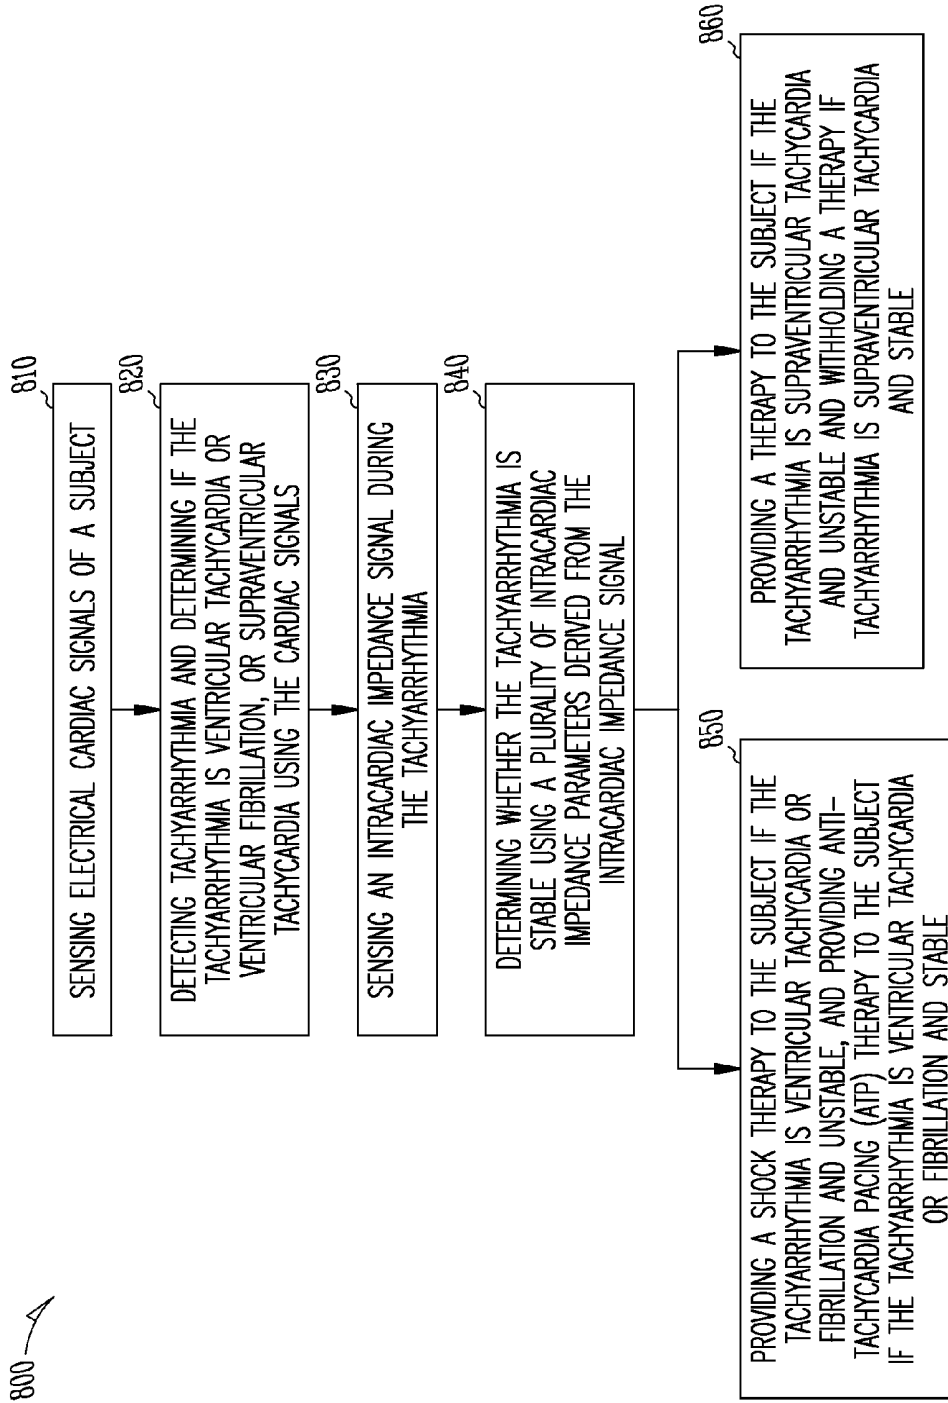 800
810
SENSING ELECTRICAL CARDIAC SIGNALS OF A SUBJECT
820
DETECTING TACHYARRHYTHMIA AND DETERMINING IF THE
TACHYARRHYTHMIA IS VENTRICULAR TACHYCARDIA OR
VENTRICULAR FIBRILLATION, OR SUPRAVENTRICULAR
TACHYCARDIA USING THE CARDIAC SIGNALS
830
SENSING AN INTRACARDIAC IMPEDANCE SIGNAL DURING
THE TACHYARRHYTHMIA
840
DETERMINING WHETHER THE TACHYARRHYTHMIA IS
STABLE USING A PLURALITY OF INTRACARDIAC
IMPEDANCE PARAMETERS DERIVED FROM THE
INTRACARDIAC IMPEDANCE SIGNAL
850
PROVIDING A SHOCK THERAPY TO THE SUBJECT IF THE
TACHYARRHYTHMIA IS VENTRICULAR TACHYCARDIA OR
FIBRILLATION AND UNSTABLE, AND PROVIDING ANTI-
TACHYCARDIA PACING (ATP) THERAPY TO THE SUBJECT
IF THE TACHYARRHYTHMIA IS VENTRICULAR TACHYCARDIA
OR FIBRILLATION AND STABLE
860
PROVIDING A THERAPY TO THE SUBJECT IF THE
TACHYARRHYTHMIA IS SUPRAVENTRICULAR TACHYCARDIA
AND UNSTABLE AND WITHHOLDING A THERAPY IF
TACHYARRHYTHMIA IS SUPRAVENTRICULAR TACHYCARDIA
AND STABLE